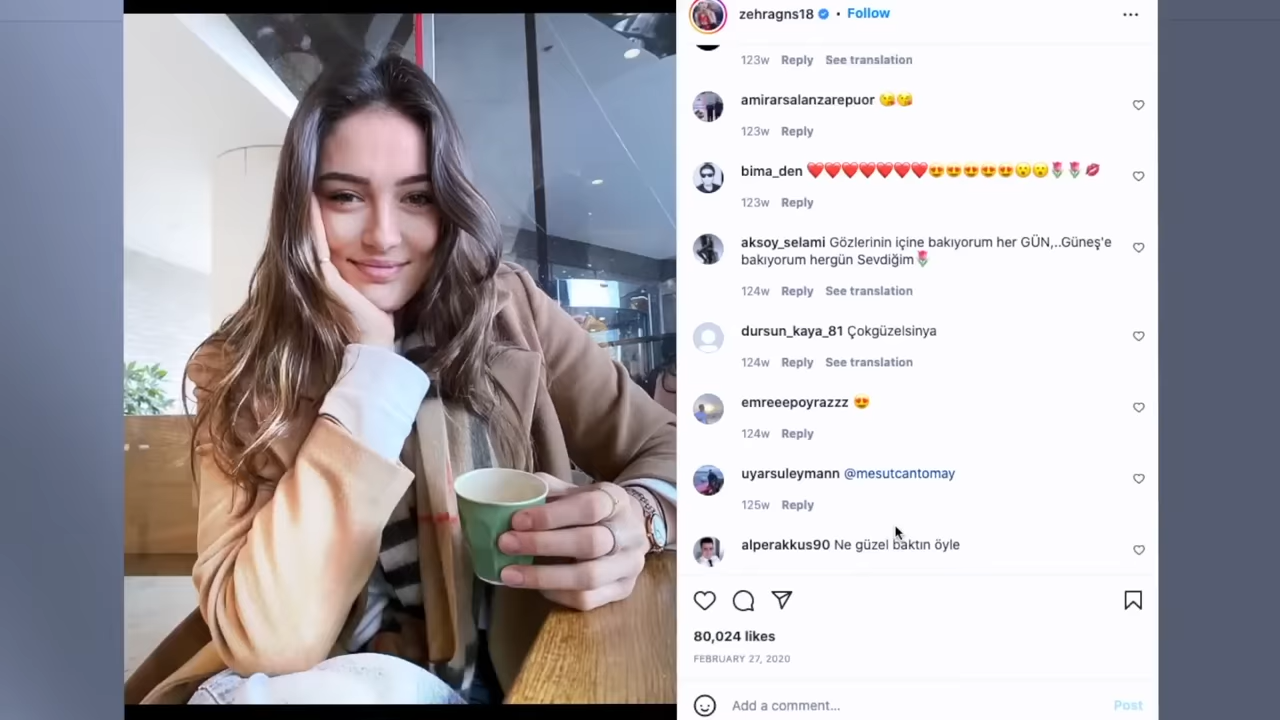 zehragns18 • Follow
123w Reply See translation
amirarsalanzarepuor 😘😘
123w Reply
bima_den ❤️❤️❤️❤️❤️❤️❤️😍😍😍😍😍😮😮🌷🌷💋
123w Reply
aksoy_selami Gözlerinin içine bakıyorum her GÜN,..Güneş'e
bakıyorum hergün Sevdiğim🌷
124w Reply See translation
dursun_kaya_81 Çokgüzelsinya
124w Reply See translation
emreeepoyrazzz 😍
124w Reply
uyarsuleymann @mesutcantomay
125w Reply
alperakkus90 Ne güzel baktın öyle
80,024 likes
FEBRUARY 27, 2020
Add a comment... Post